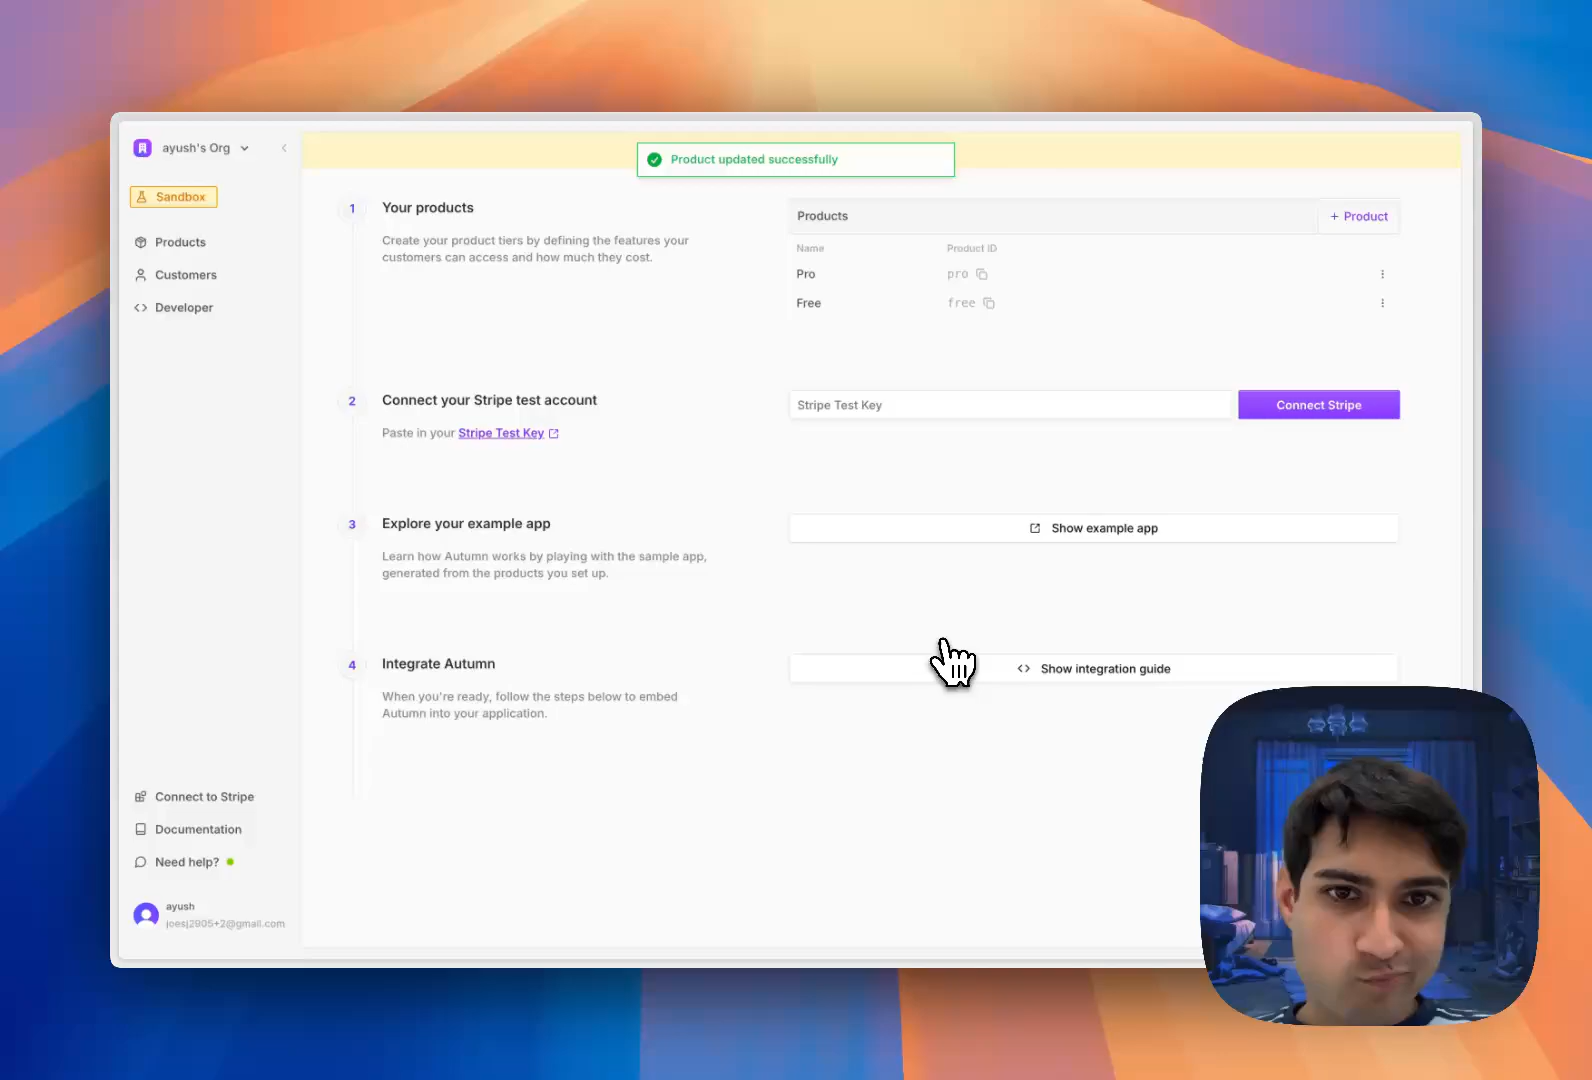 ayush's Org
Sandbox
Products
Customers
Developer
Connect to Stripe
Documentation
Need help?
ayush
joesj2905+2@gmail.com
Product updated successfully
1
Your products
Create your product tiers by defining the features your
customers can access and how much they cost.
Products
+ Product
Name Product ID
Pro pro
Free free
2
Connect your Stripe test account
Paste in your Stripe Test Key
Stripe Test Key
Connect Stripe
3
Explore your example app
Learn how Autumn works by playing with the sample app,
generated from the products you set up.
Show example app
4
Integrate Autumn
When you're ready, follow the steps below to embed
Autumn into your application.
Show integration guide